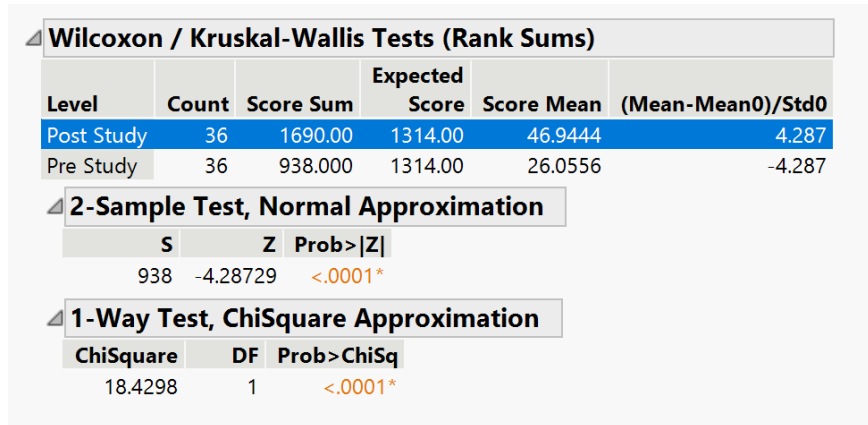 Wilcoxon / Kruskal-Wallis Tests (Rank Sums)
Expected
Level Count Score Sum Score Score Mean (Mean-Mean0)/Std0
Post Study 36 1690.00 1314.00 46.9444 4.287
Pre Study 36 938.000 1314.00 26.0556 -4.287
2-Sample Test, Normal Approximation
S Z Prob>|Z|
938 -4.28729 <.0001*
1-Way Test, ChiSquare Approximation
ChiSquare DF Prob>ChiSq
18.4298 1 <.0001*